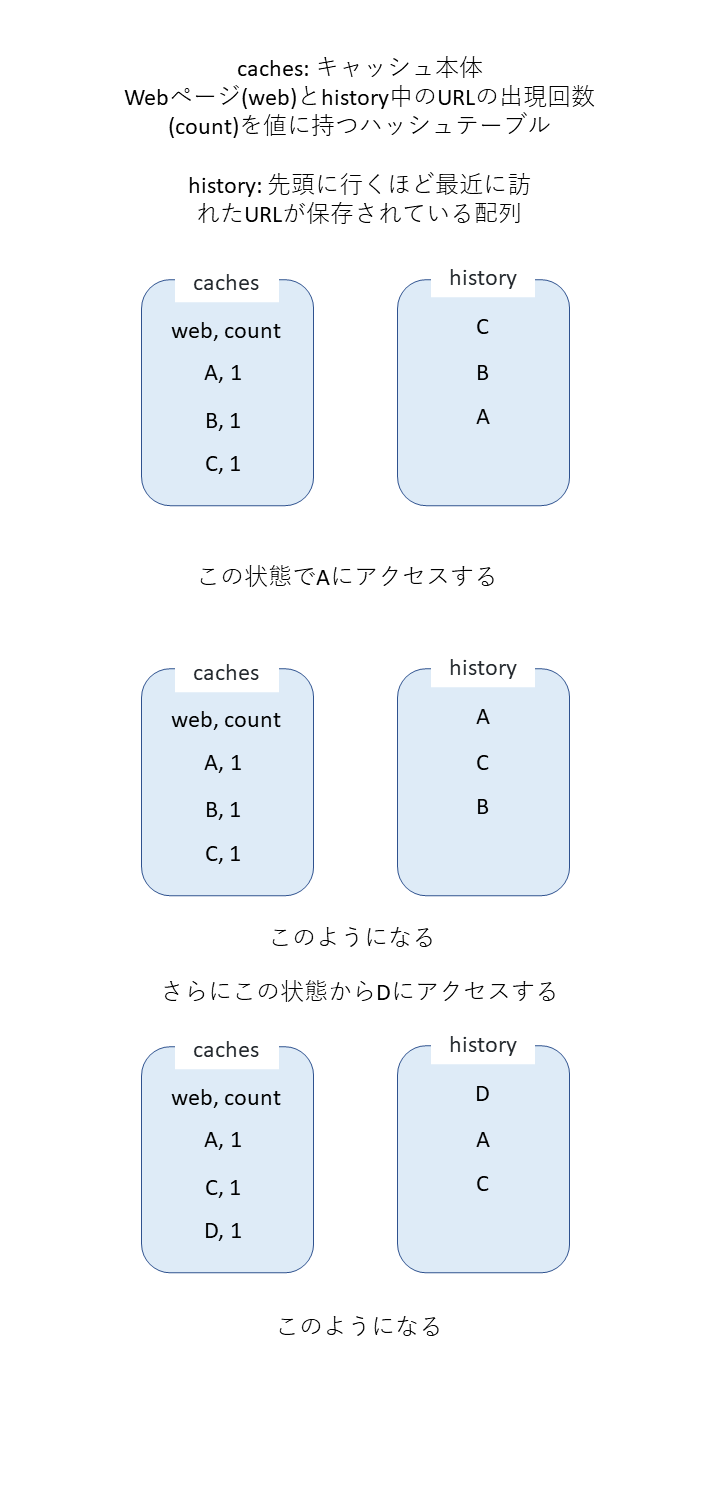 caches: キャッシュ本体
Webページ(web)とhistory中のURLの出現回数
(count)を値に持つハッシュテーブル
history: 先頭に行くほど最近に訪
れたURLが保存されている配列
caches
web, count
A, 1
B, 1
C, 1
history
C
B
A
この状態でAにアクセスする
caches
web, count
A, 1
B, 1
C, 1
history
A
C
B
このようになる
さらにこの状態からDにアクセスする
caches
web, count
A, 1
C, 1
D, 1
history
D
A
C
このようになる